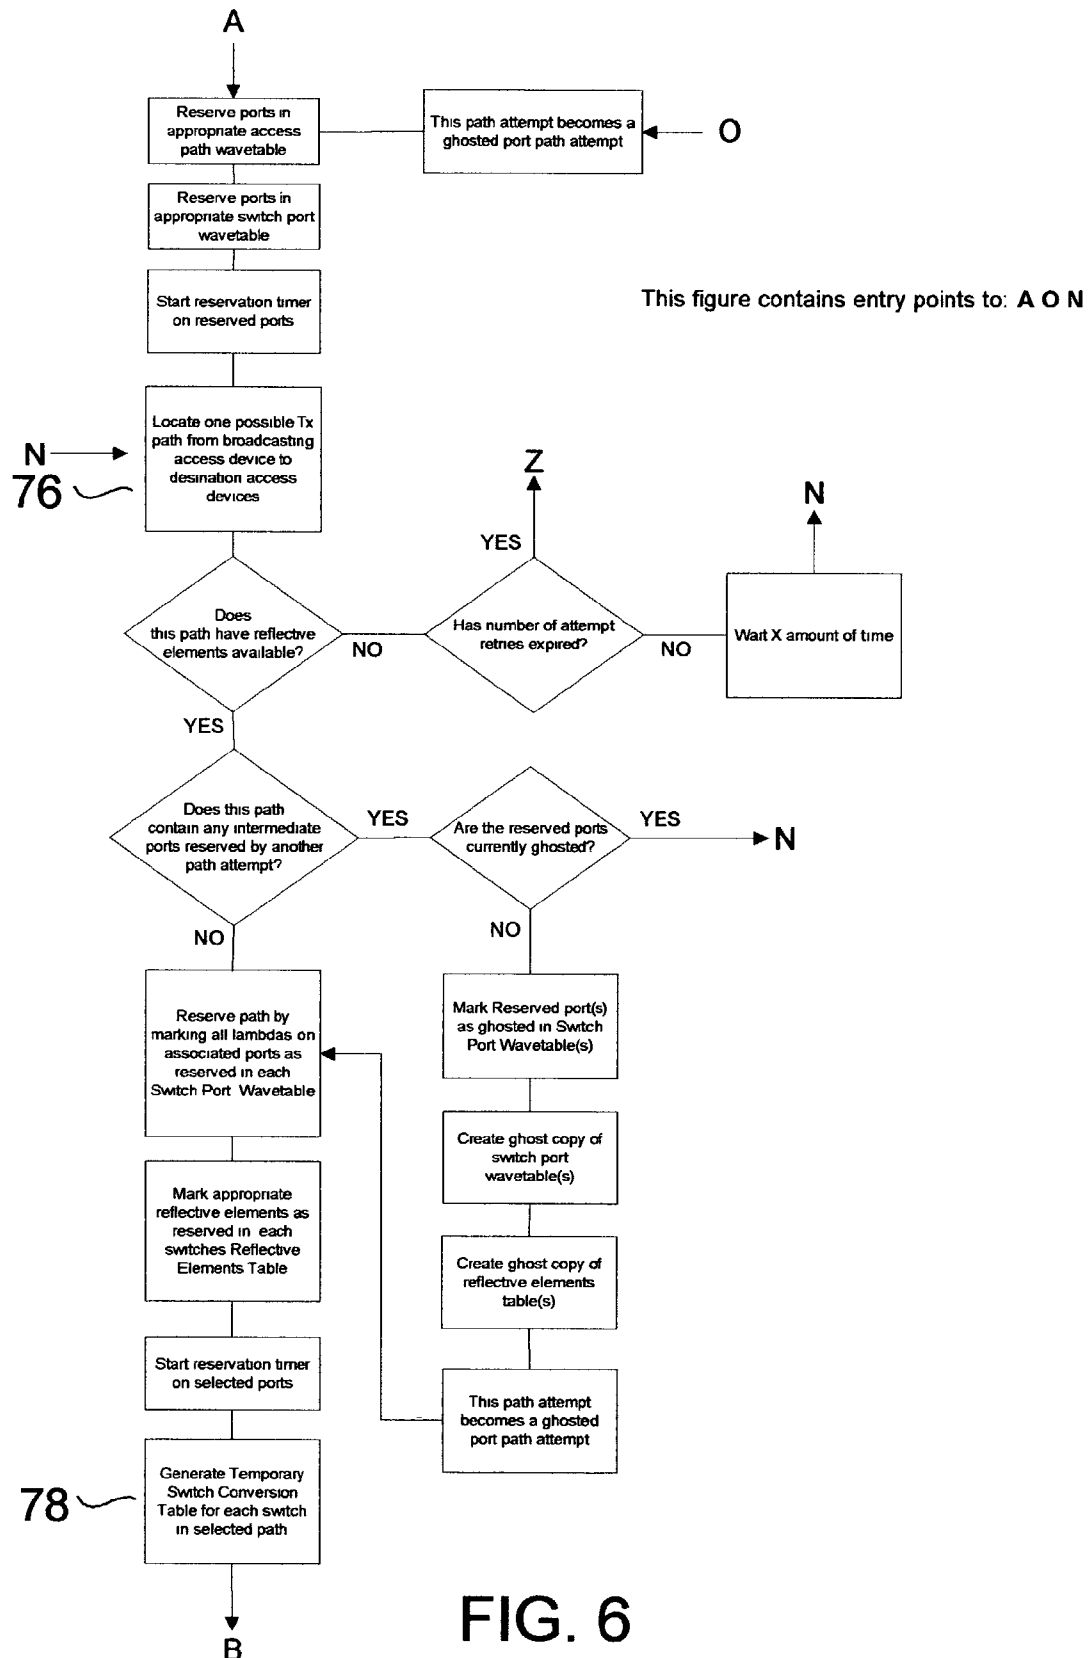 A
Reserve ports in
appropriate access
path wavetable
This path attempt becomes a
ghosted port path attempt
O
Reserve ports in
appropriate switch port
wavetable
Start reservation timer
on reserved ports
This figure contains entry points to: A O N
Locate one possible Tx
path from broadcasting
access device to
desination access
devices
N
76
Z
N
YES
Does
this path have reflective
elements available?
NO
Has number of attempt
retries expired?
NO
Wait X amount of time
YES
Does this path
contain any intermediate
ports reserved by another
path attempt?
YES
Are the reserved ports
currently ghosted?
YES
N
NO
NO
Reserve path by
marking all lambdas on
associated ports as
reserved in each
Switch Port Wavetable
Mark Reserved port(s)
as ghosted in Switch
Port Wavetable(s)
Create ghost copy of
switch port
wavetable(s)
Mark appropriate
reflective elements as
reserved in each
switches Reflective
Elements Table
Create ghost copy of
reflective elements
table(s)
Start reservation timer
on selected ports
This path attempt
becomes a ghosted
port path attempt
Generate Temporary
Switch Conversion
Table for each switch
in selected path
78
B
FIG. 6